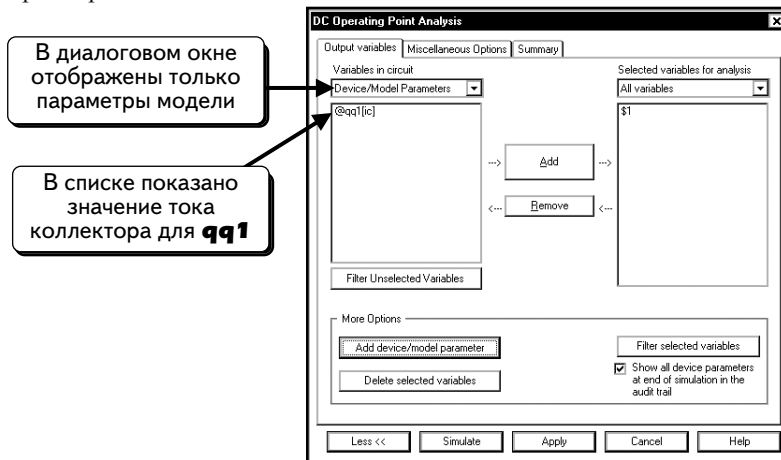 DC Operating Point Analysis
Output variables
Miscellaneous Options
Summary
В диалоговом окне
отображены только
параметры модели
В списке показано
значение тока
коллектора для qq1
Variables in circuit
Device/Model Parameters
@qq1[ic]
Selected variables for analysis
All variables
$1
--->
Add
--->
<---
Remove
<---
Filter Unselected Variables
More Options
Add device/model parameter
Delete selected variables
Filter selected variables
Show all device parameters
at end of simulation in the
audit trail
Less <<
Simulate
Apply
Cancel
Help